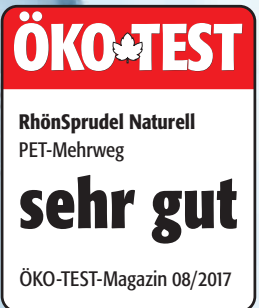 ÖKO TEST
RhönSprudel Naturell
PET-Mehrweg
sehr gut
ÖKO-TEST-Magazin 08/2017